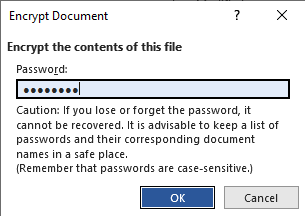 Encrypt Document
? ×
Encrypt the contents of this file
Password:
••••••••
Caution: If you lose or forget the password, it
cannot be recovered. It is advisable to keep a list of
passwords and their corresponding document
names in a safe place.
(Remember that passwords are case-sensitive.)
OK Cancel